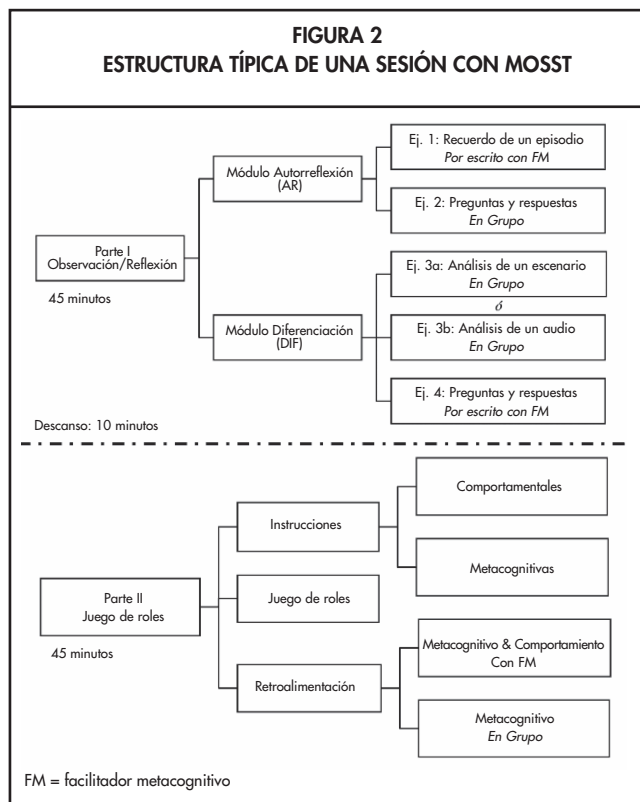 FIGURA 2
ESTRUCTURA TÍPICA DE UNA SESIÓN CON MOSST
Parte I
Observación/Reflexión
45 minutos
Módulo Autorreflexión
(AR)
Ej. 1: Recuerdo de un episodio
Por escrito con FM
Ej. 2: Preguntas y respuestas
En Grupo
Módulo Diferenciación
(DIF)
Ej. 3a: Análisis de un escenario
En Grupo
ó
Ej. 3b: Análisis de un audio
En Grupo
Ej. 4: Preguntas y respuestas
Por escrito con FM
Descanso: 10 minutos
Parte II
Juego de roles
45 minutos
Instrucciones
Comportamentales
Metacognitivas
Juego de roles
Retroalimentación
Metacognitivo & Comportamiento
Con FM
Metacognitivo
En Grupo
FM = facilitador metacognitivo